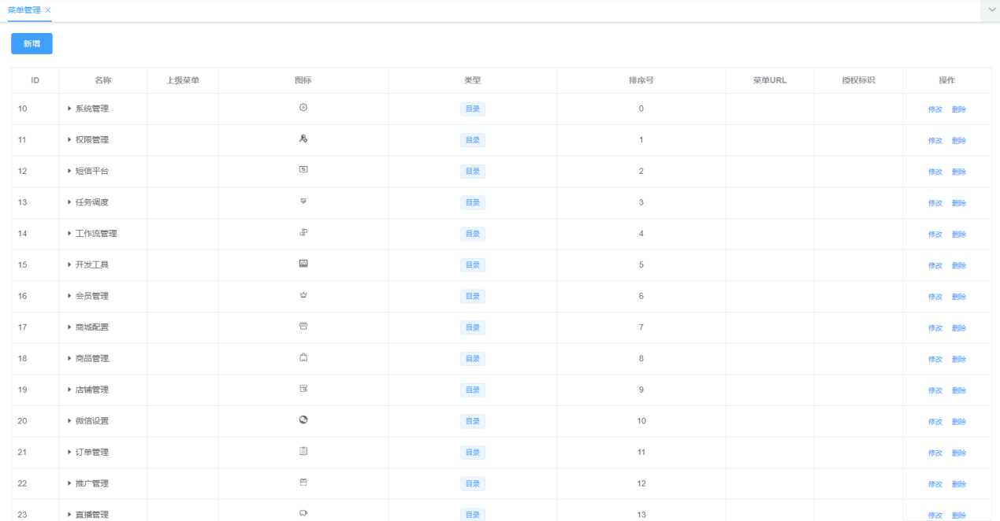 菜单管理 ×
新增
ID 名称 上级菜单 图标 类型 排序号 菜单URL 授权标识 操作
10 系统管理 目录 0 修改 删除
11 权限管理 目录 1 修改 删除
12 短信平台 目录 2 修改 删除
13 任务调度 目录 3 修改 删除
14 工作流管理 目录 4 修改 删除
15 开发工具 目录 5 修改 删除
16 会员管理 目录 6 修改 删除
17 商城配置 目录 7 修改 删除
18 商品管理 目录 8 修改 删除
19 店铺管理 目录 9 修改 删除
20 微信设置 目录 10 修改 删除
21 订单管理 目录 11 修改 删除
22 推广管理 目录 12 修改 删除
23 直播管理 目录 13 修改 删除